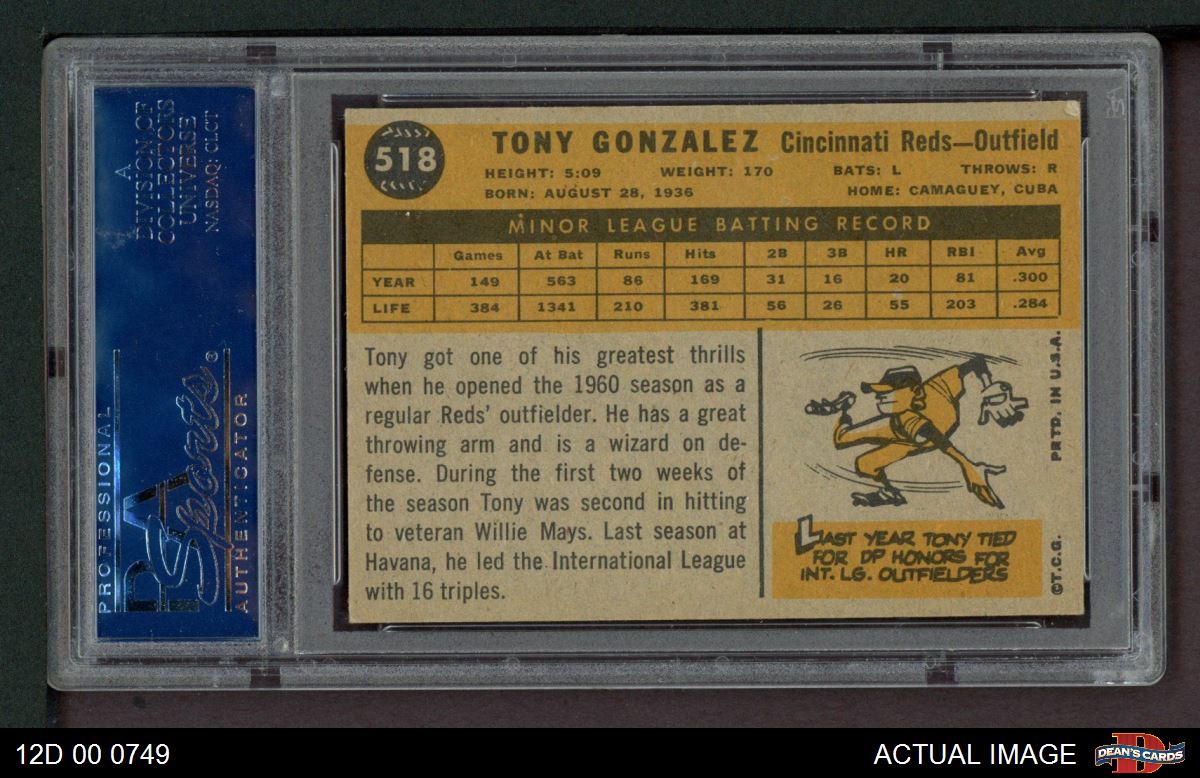 A
DIVISION OF
COLLECTORS
UNIVERSE
NASDAQ: CLCT
PROFESSIONAL
PSA
Sports®
AUTHENTICATOR
518
TONY GONZALEZ Cincinnati Reds—Outfield
HEIGHT: 5:09 WEIGHT: 170 BATS: L THROWS: R
BORN: AUGUST 28, 1936 HOME: CAMAGUEY, CUBA
MINOR LEAGUE BATTING RECORD
Games At Bat Runs Hits 2B 3B HR RBI Avg
YEAR 149 563 86 169 31 16 20 81 .300
LIFE 384 1341 210 381 56 26 55 203 .284
Tony got one of his greatest thrills
when he opened the 1960 season as a
regular Reds' outfielder. He has a great
throwing arm and is a wizard on de-
fense. During the first two weeks of
the season Tony was second in hitting
to veteran Willie Mays. Last season at
Havana, he led the International League
with 16 triples.
LAST YEAR TONY TIED
FOR DP HONORS FOR
INT. LG. OUTFIELDERS
©T.C.G. PRTD. IN U.S.A.
12D 00 0749
ACTUAL IMAGE
D
DEAN'S CARDS